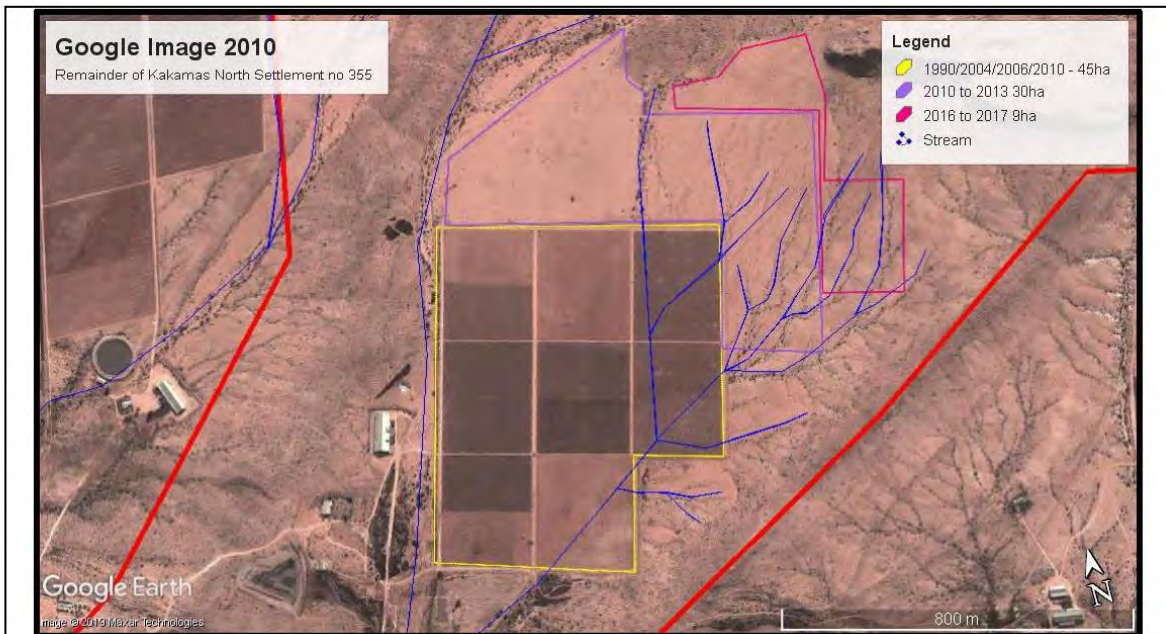 Google Image 2010
Remainder of Kakamas North Settlement no 355
Legend
1990/2004/2006/2010 - 45ha
2010 to 2013 30ha
2016 to 2017 9ha
Stream
Google Earth
Image © 2019 Maxar Technologies
N
800 m